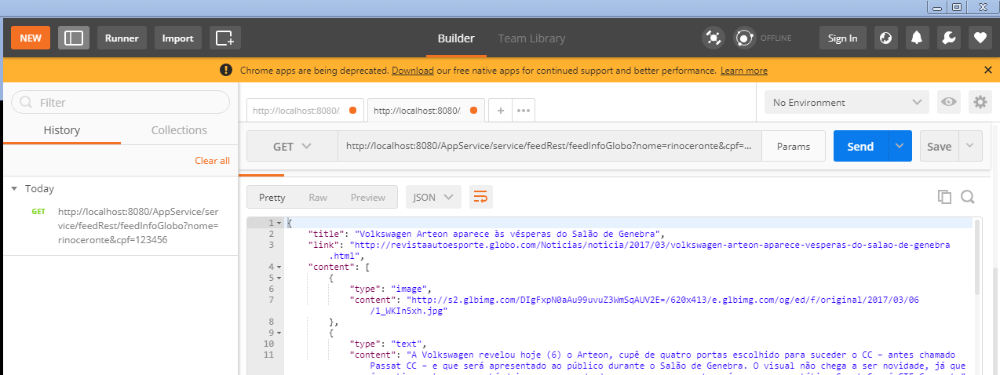 NEW Runner Import Builder Team Library OFFLINE Sign In
Chrome apps are being deprecated. Download our free native apps for continued support and better performance. Learn more
Filter
History Collections
Clear all
Today
GET http://localhost:8080/AppService/ser
vice/feedRest/feedInfoGlobo?nome=
rinoceronte&cpf=123456
http://localhost:8080/. http://localhost:8080/. + ••• No Environment
GET http://localhost:8080/AppService/service/feedRest/feedInfoGlobo?nome=rinoceronte&cpf=... Params Send Save
Pretty Raw Preview JSON
1 {
2 "title": "Volkswagen Arteon aparece às vésperas do Salão de Genebra",
3 "link": "http://revistaautoesporte.globo.com/Noticias/noticia/2017/03/volkswagen-arteon-aparece-vesperas-do-salao-de-genebra
.html",
4 "content": [
5 {
6 "type": "image",
7 "content": "http://s2.glbimg.com/DIgFxpN0aAu99uvuZ3WmSqAUV2E=/620x413/e.glbimg.com/og/ed/f/original/2017/03/06
/1_WKIn5xh.jpg"
8 },
9 {
10 "type": "text",
11 "content": "A Volkswagen revelou hoje (6) o Arteon, cupê de quatro portas escolhido para suceder o CC – antes chamado
Passat CC – e que será apresentado ao público durante o Salão de Genebra. O visual não chega a ser novidade, já que